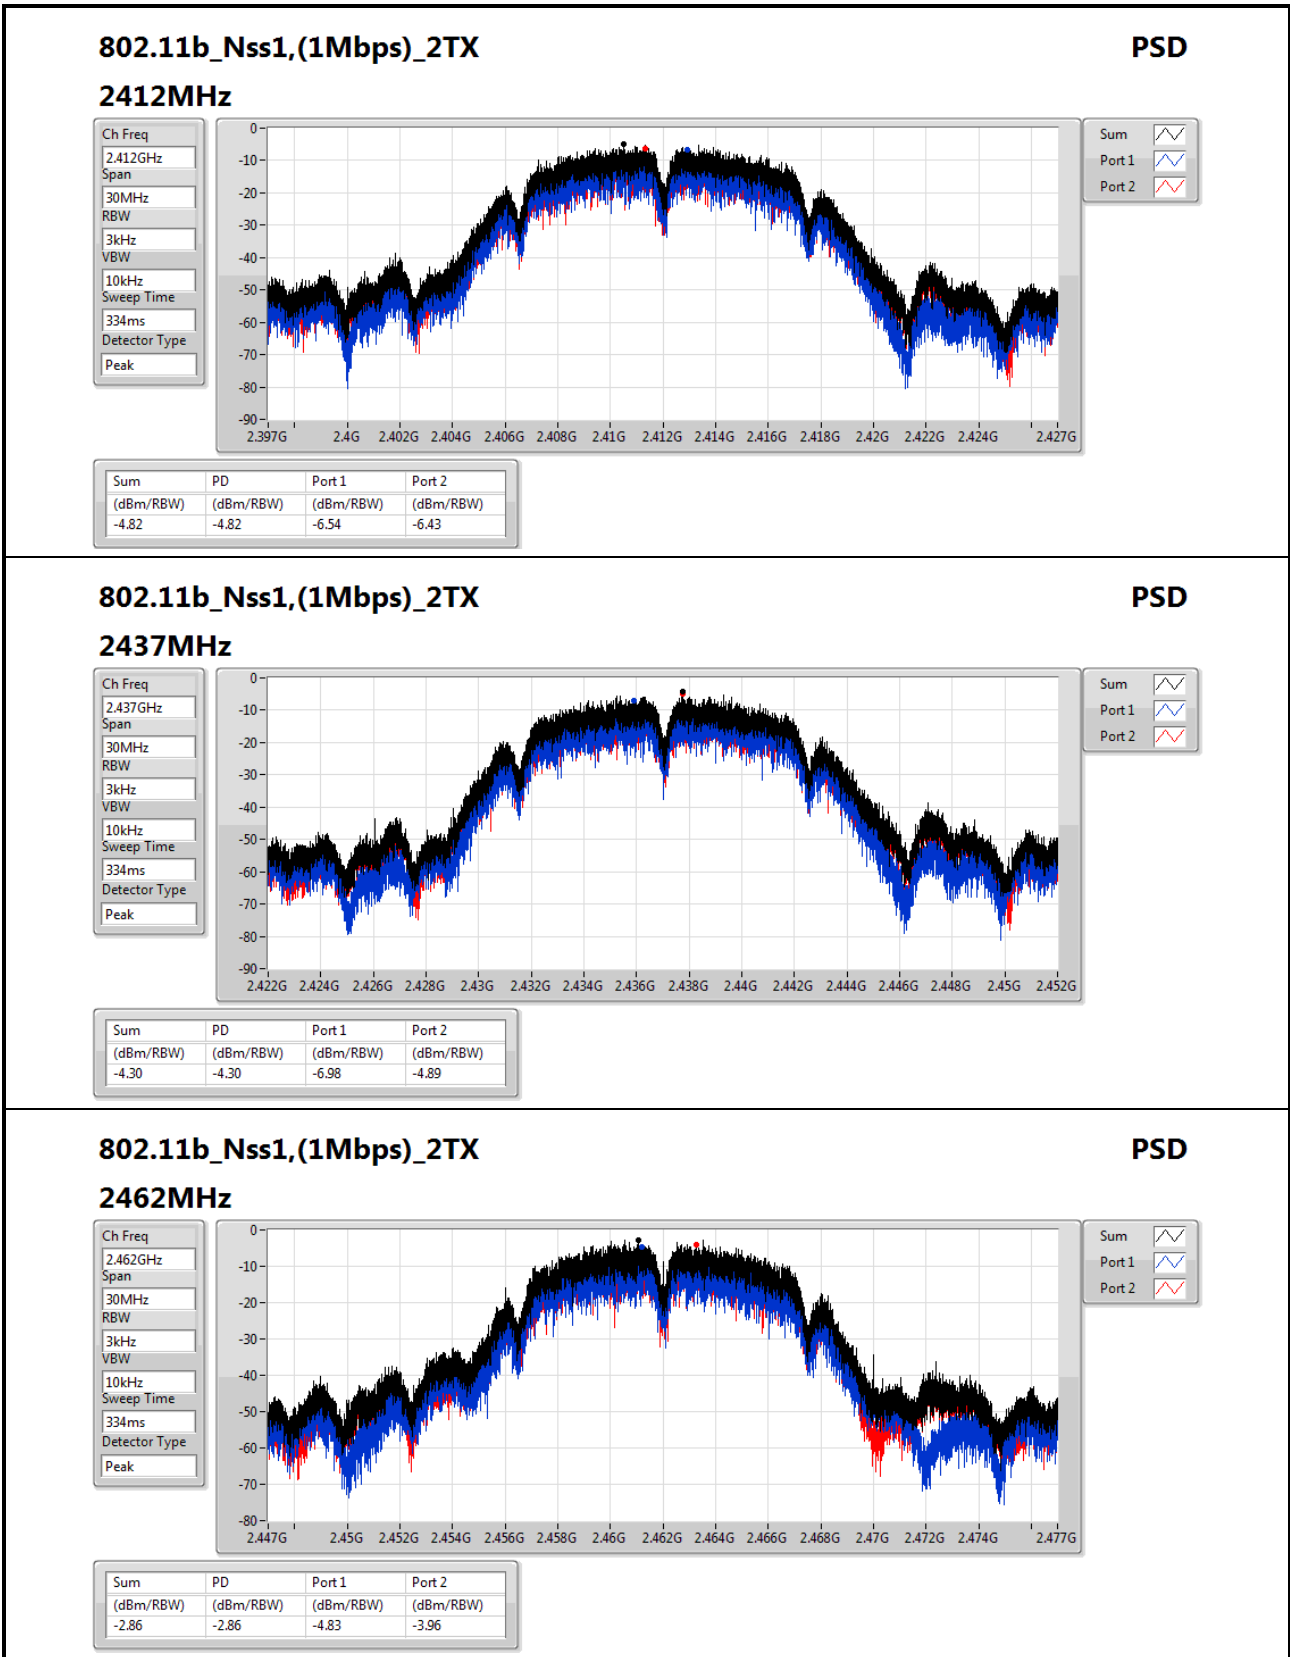 802.11b_Nss1,(1Mbps)_2TX PSD
2412MHz
Ch Freq
2.412GHz
Span
30MHz
RBW
3kHz
VBW
10kHz
Sweep Time
334ms
Detector Type
Peak
0
-10
-20
-30
-40
-50
-60
-70
-80
-90
2.397G 2.4G 2.402G 2.404G 2.406G 2.408G 2.41G 2.412G 2.414G 2.416G 2.418G 2.42G 2.422G 2.424G 2.427G
Sum
Port 1
Port 2
Sum PD Port 1 Port 2
(dBm/RBW) (dBm/RBW) (dBm/RBW) (dBm/RBW)
-4.82 -4.82 -6.54 -6.43
802.11b_Nss1,(1Mbps)_2TX PSD
2437MHz
Ch Freq
2.437GHz
Span
30MHz
RBW
3kHz
VBW
10kHz
Sweep Time
334ms
Detector Type
Peak
0
-10
-20
-30
-40
-50
-60
-70
-80
-90
2.422G 2.424G 2.426G 2.428G 2.43G 2.432G 2.434G 2.436G 2.438G 2.44G 2.442G 2.444G 2.446G 2.448G 2.45G 2.452G
Sum
Port 1
Port 2
Sum PD Port 1 Port 2
(dBm/RBW) (dBm/RBW) (dBm/RBW) (dBm/RBW)
-4.30 -4.30 -6.98 -4.89
802.11b_Nss1,(1Mbps)_2TX PSD
2462MHz
Ch Freq
2.462GHz
Span
30MHz
RBW
3kHz
VBW
10kHz
Sweep Time
334ms
Detector Type
Peak
0
-10
-20
-30
-40
-50
-60
-70
-80
2.447G 2.45G 2.452G 2.454G 2.456G 2.458G 2.46G 2.462G 2.464G 2.466G 2.468G 2.47G 2.472G 2.474G 2.477G
Sum
Port 1
Port 2
Sum PD Port 1 Port 2
(dBm/RBW) (dBm/RBW) (dBm/RBW) (dBm/RBW)
-2.86 -2.86 -4.83 -3.96